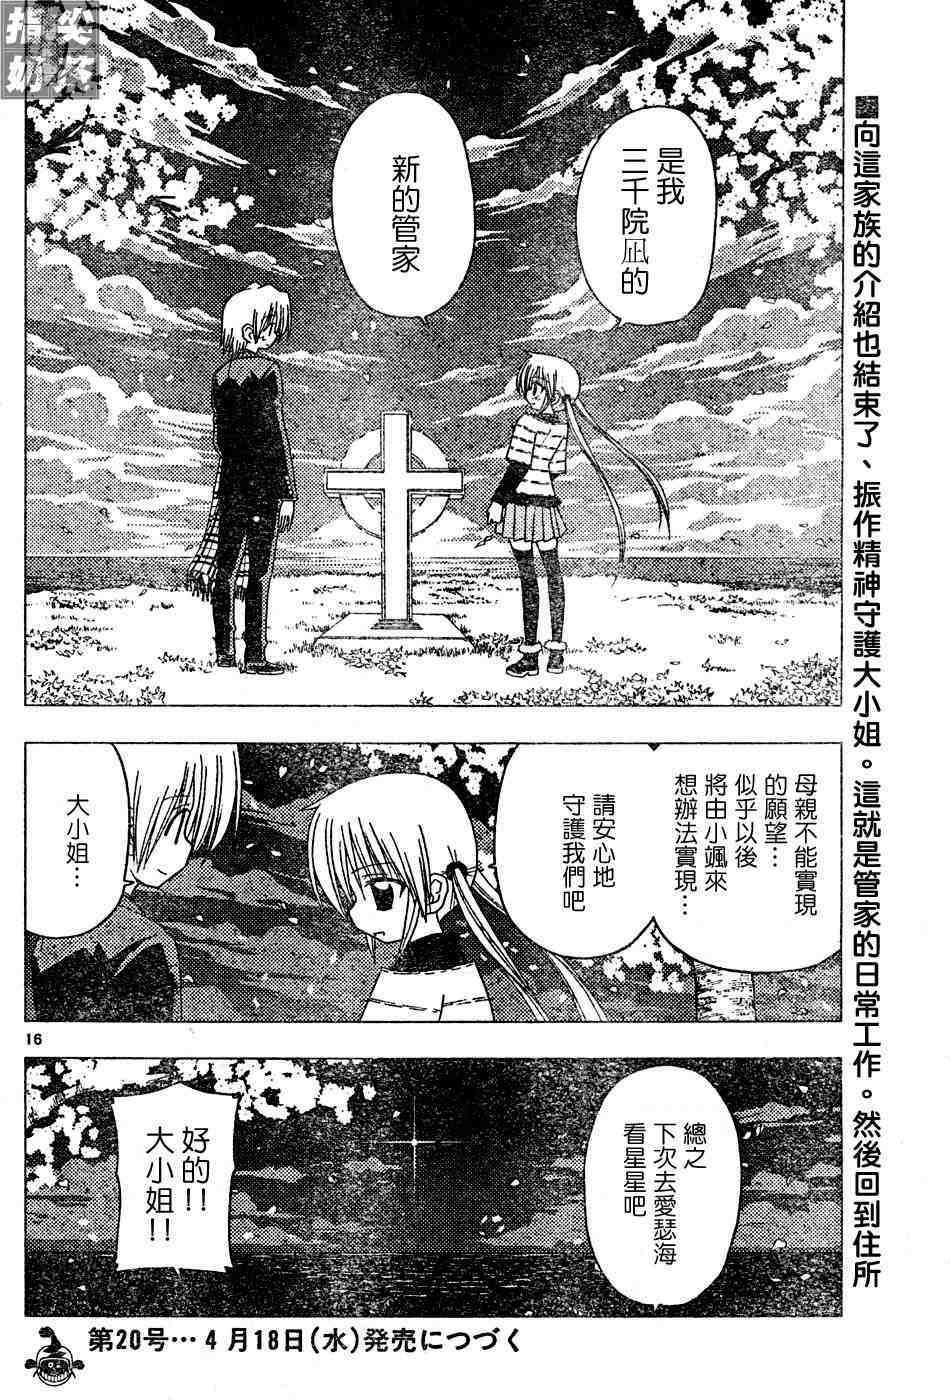 指尖
奶茶
是我
三千院凪的
新的管家
向這家族的介紹也結束了、振作精神守護大小姐。這就是管家的日常工作。然後回到住所
母親不能實現
的願望…
似乎以後
將由小颯來
想辦法實現…
請安心地
守護我們吧
大小姐…
16
總之
下次去愛瑟海
看星星吧
好的!!
大小姐!!
第20号…4月18日(水)発売につづく